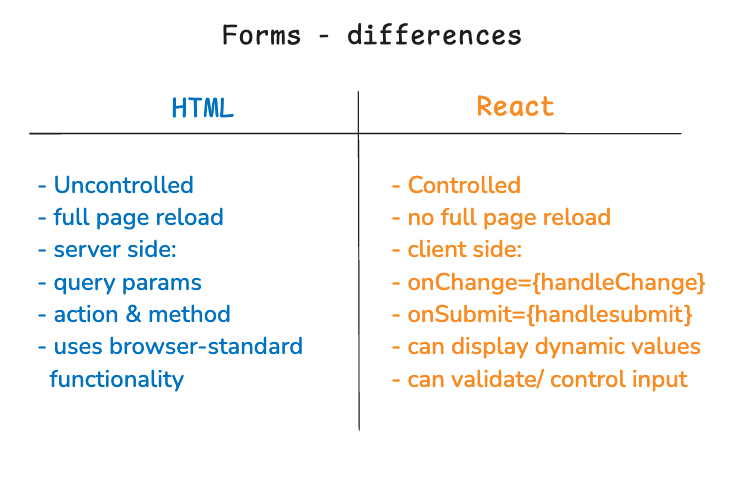 Forms - differences
HTML
- Uncontrolled
- full page reload
- server side:
- query params
- action & method
- uses browser-standard
functionality
React
- Controlled
- no full page reload
- client side:
- onChange={handleChange}
- onSubmit={handlesubmit}
- can display dynamic values
- can validate/ control input